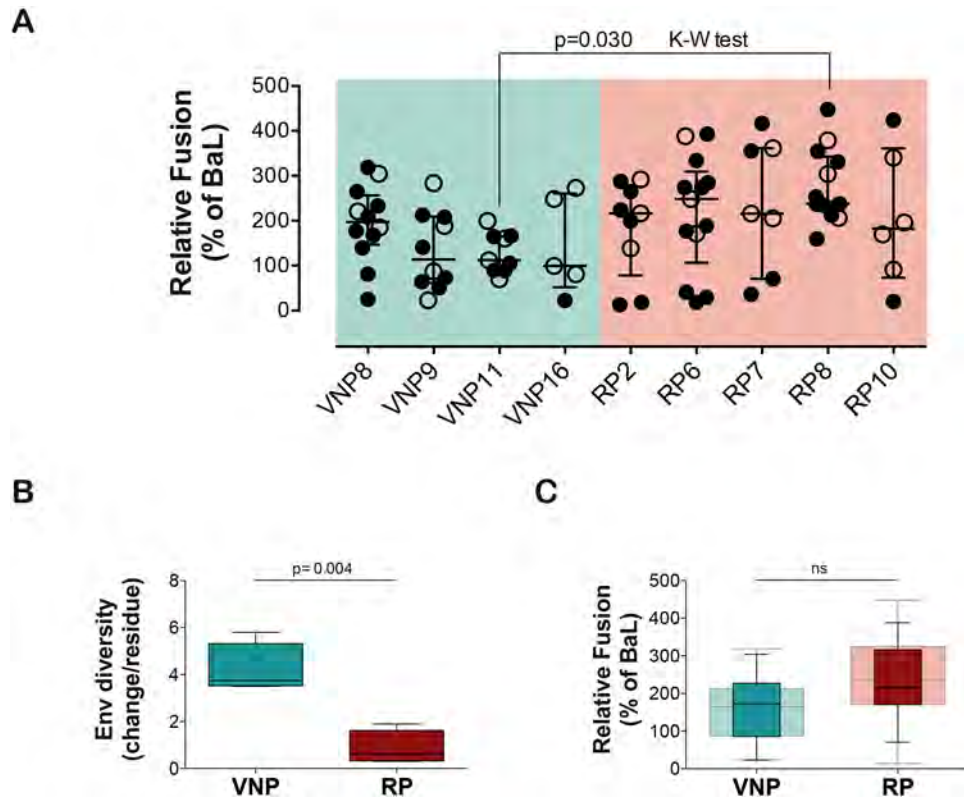 A
p=0.030 K-W test
Relative Fusion
(% of BaL)
500
400
300
200
100
0
VNP8
VNP9
VNP11
VNP16
RP2
RP6
RP7
RP8
RP10
B
p= 0.004
Env diversity
(change/residue)
8
6
4
2
0
VNP
RP
C
ns
Relative Fusion
(% of BaL)
500
400
300
200
100
0
VNP
RP